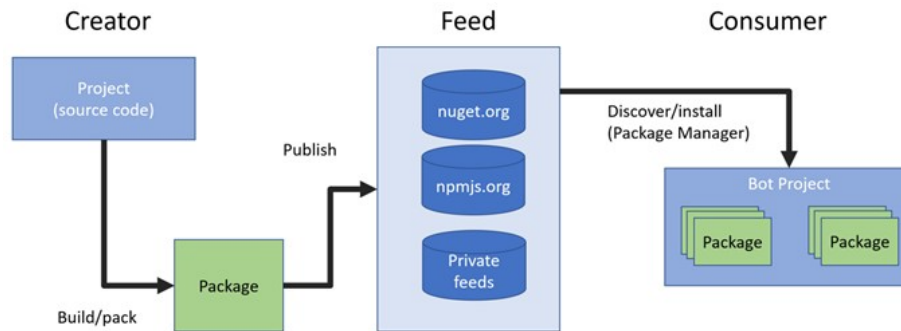 Creator
Feed
Consumer
Project
(source code)
Build/pack
Package
Publish
nuget.org
npmjs.org
Private
feeds
Discover/install
(Package Manager)
Bot Project
Package
Package